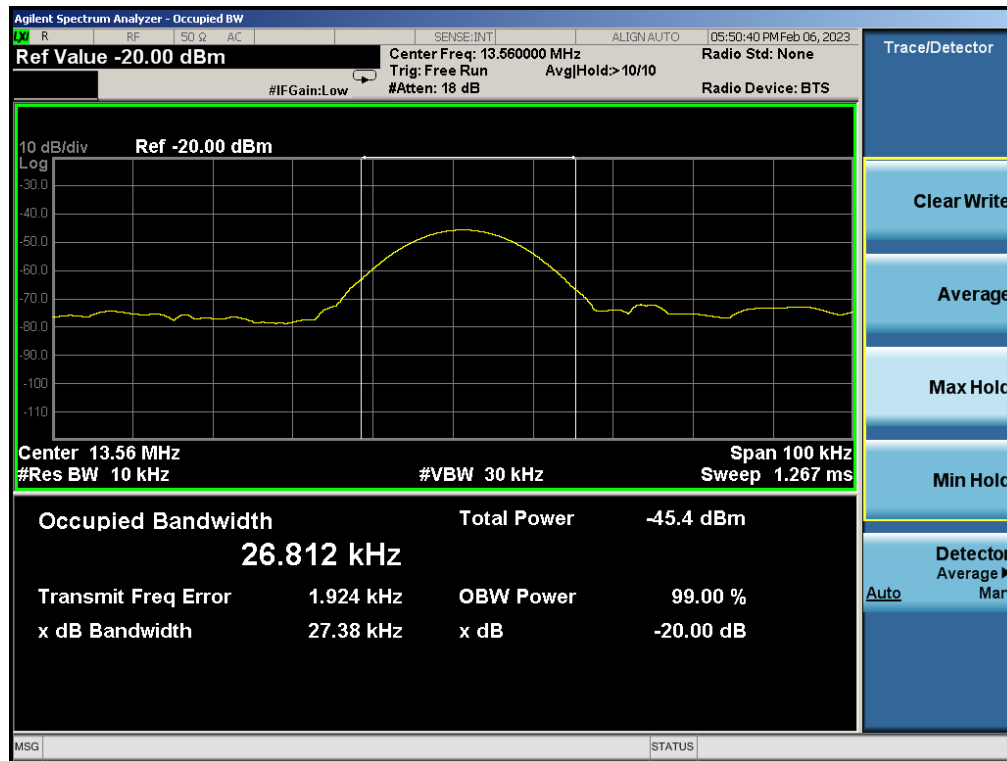 Agilent Spectrum Analyzer - Occupied BW
LXI R RF 50 Ω AC SENSE:INT ALIGN AUTO 05:50:40 PM Feb 06, 2023
Ref Value -20.00 dBm
Center Freq: 13.560000 MHz Radio Std: None
Trig: Free Run Avg|Hold:> 10/10
#IFGain:Low #Atten: 18 dB Radio Device: BTS
10 dB/div Ref -20.00 dBm
Log
-30.0
-40.0
-50.0
-60.0
-70.0
-80.0
-90.0
-100
-110
Center 13.56 MHz Span 100 kHz
#Res BW 10 kHz #VBW 30 kHz Sweep 1.267 ms
Occupied Bandwidth Total Power -45.4 dBm
26.812 kHz
Transmit Freq Error 1.924 kHz OBW Power 99.00 %
x dB Bandwidth 27.38 kHz x dB -20.00 dB
MSG STATUS
Trace/Detector
Clear Write
Average
Max Hold
Min Hold
Detector
Average▶
Auto Man